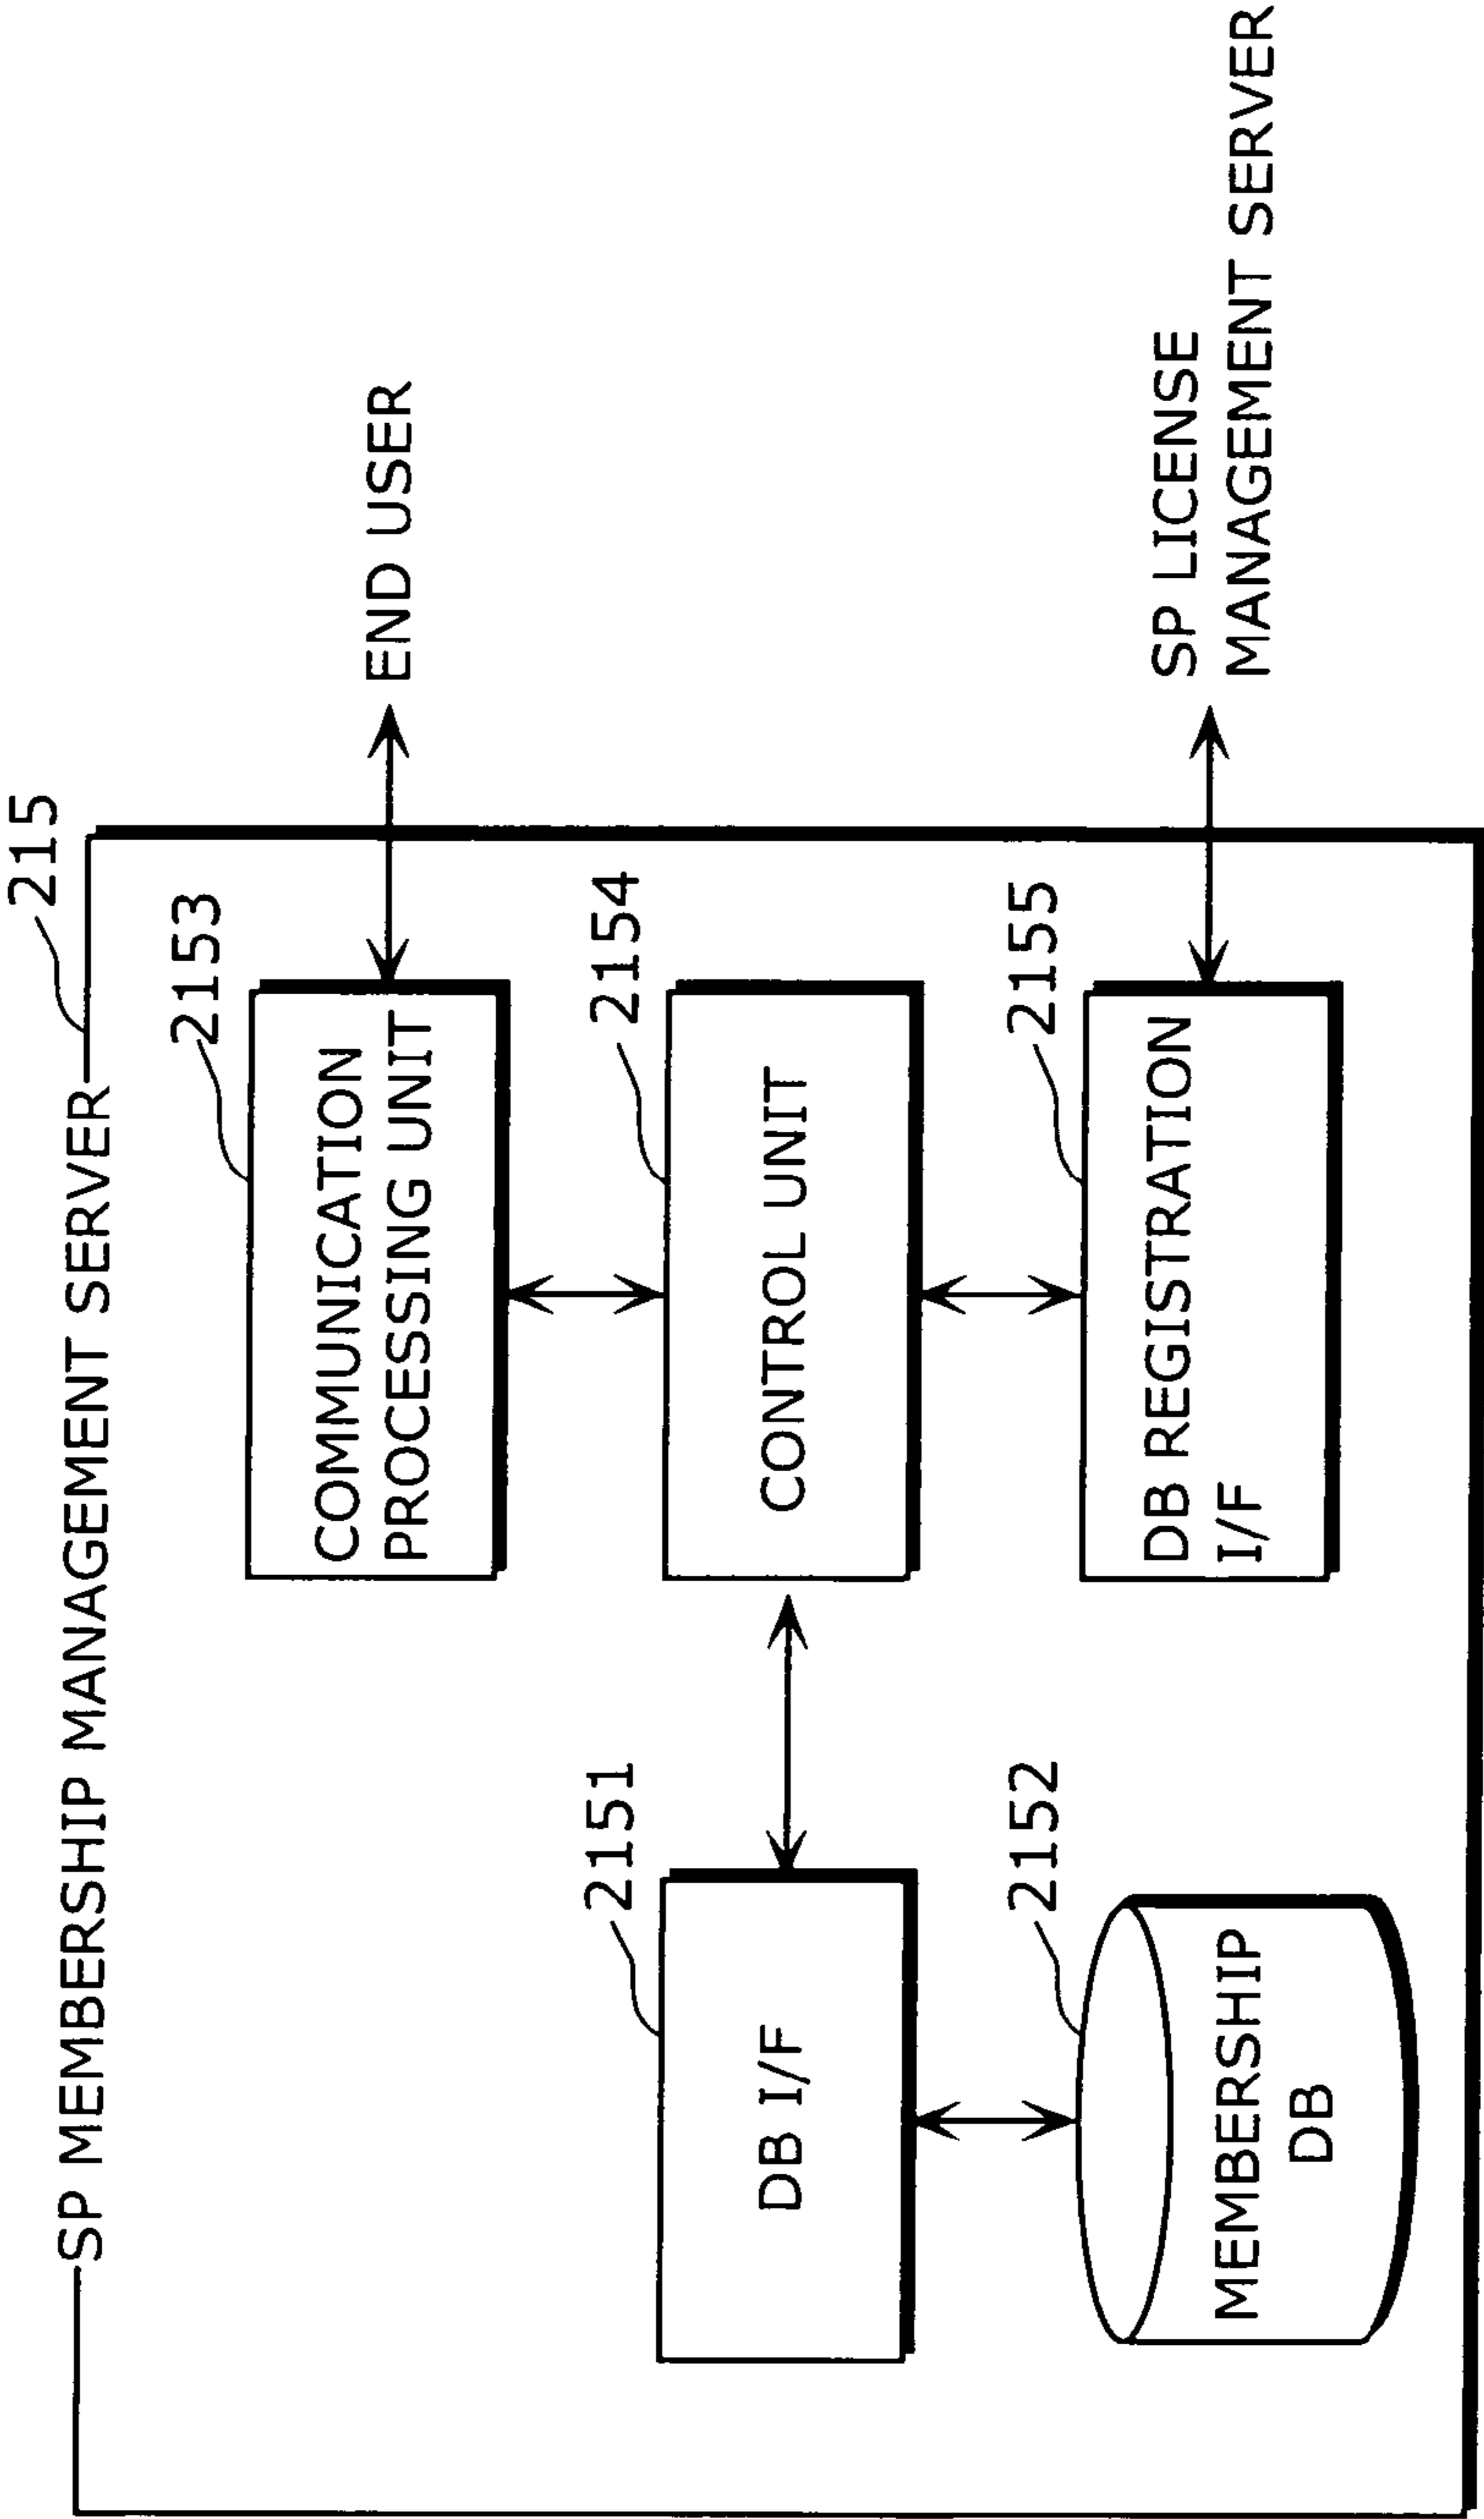 SP MEMBERSHIP MANAGEMENT SERVER
215
2153
COMMUNICATION
PROCESSING UNIT
END USER
2151
DB I/F
2154
CONTROL UNIT
2152
MEMBERSHIP
DB
2155
DB REGISTRATION
I/F
SP LICENSE
MANAGEMENT SERVER